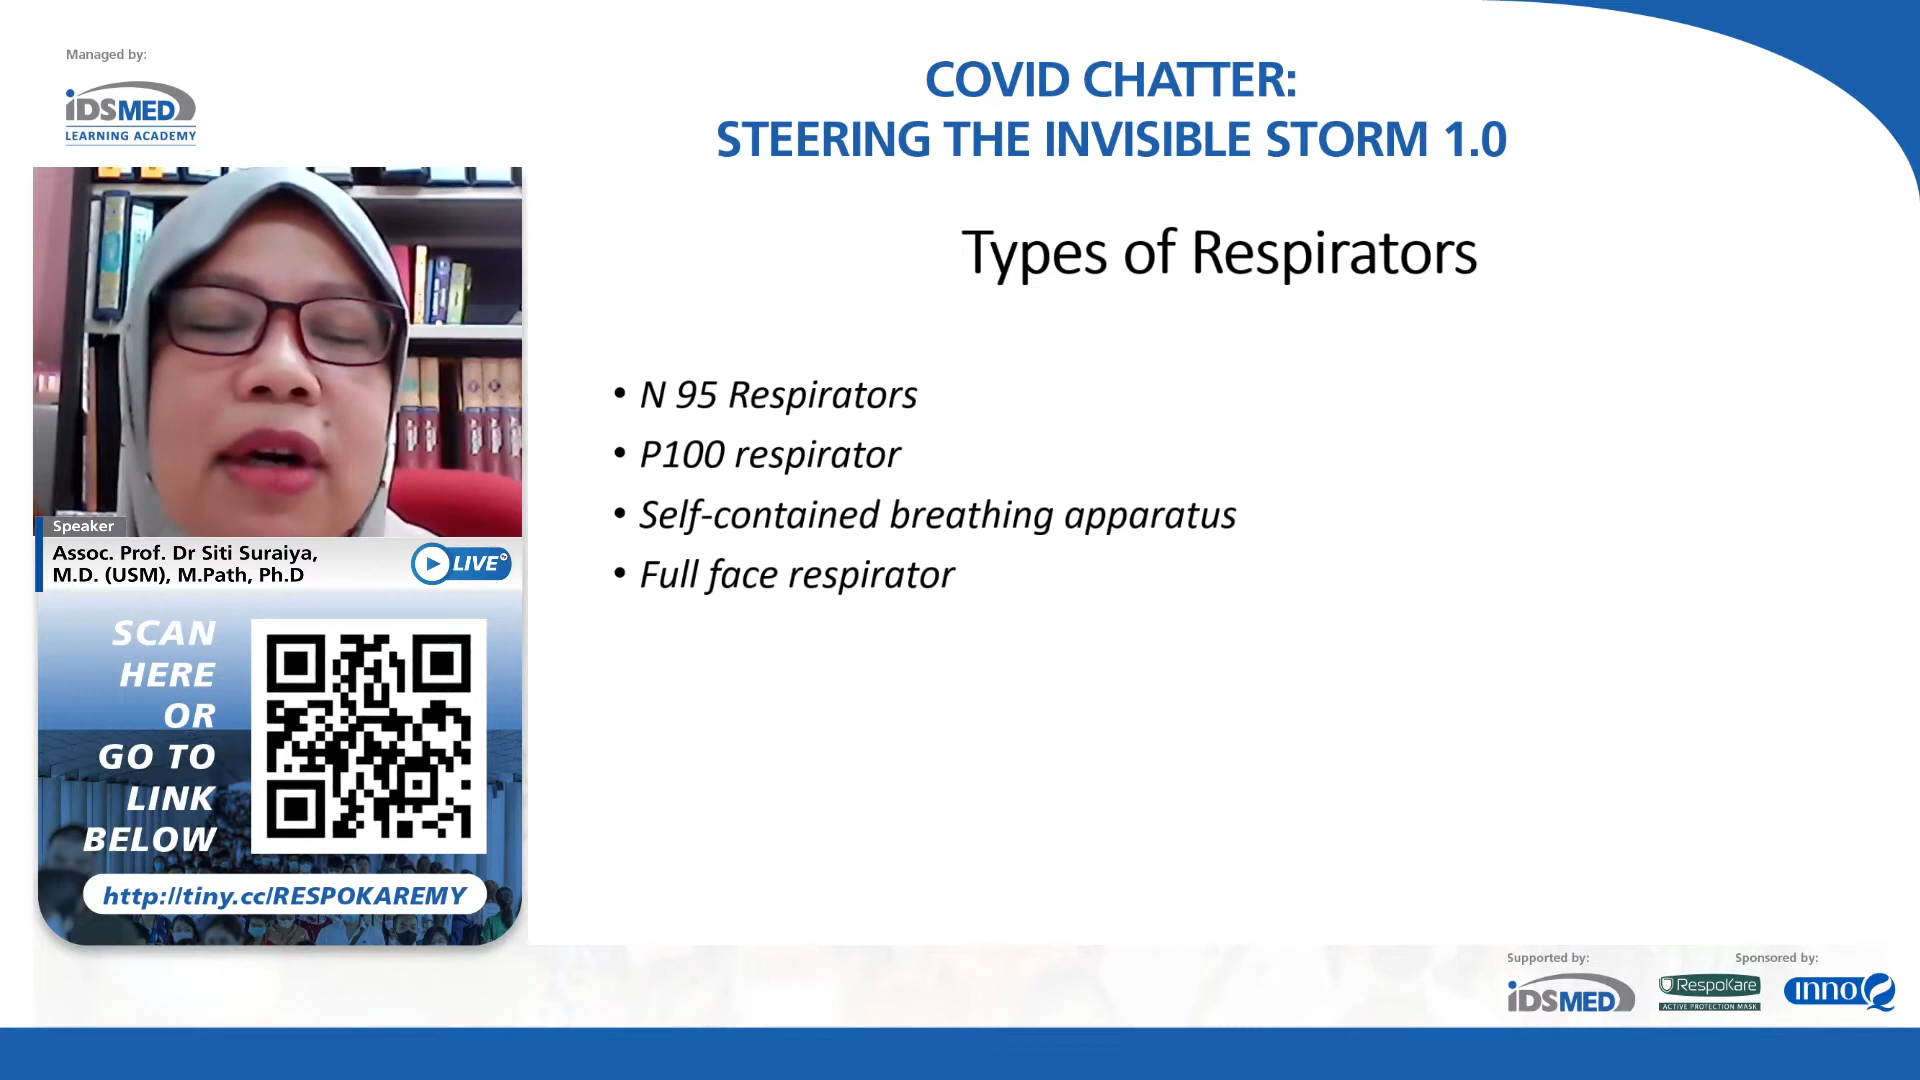 Managed by:
iDSMED
LEARNING ACADEMY
COVID CHATTER:
STEERING THE INVISIBLE STORM 1.0
Types of Respirators
• N 95 Respirators
• P100 respirator
• Self-contained breathing apparatus
• Full face respirator
Speaker
Assoc. Prof. Dr Siti Suraiya,
M.D. (USM), M.Path, Ph.D
LIVE
SCAN
HERE
OR
GO TO
LINK
BELOW
http://tiny.cc/RESPOKAREMY
Supported by:
iDSMED
Sponsored by:
RespoKare
ACTIVE PROTECTION MASK
INNOQ